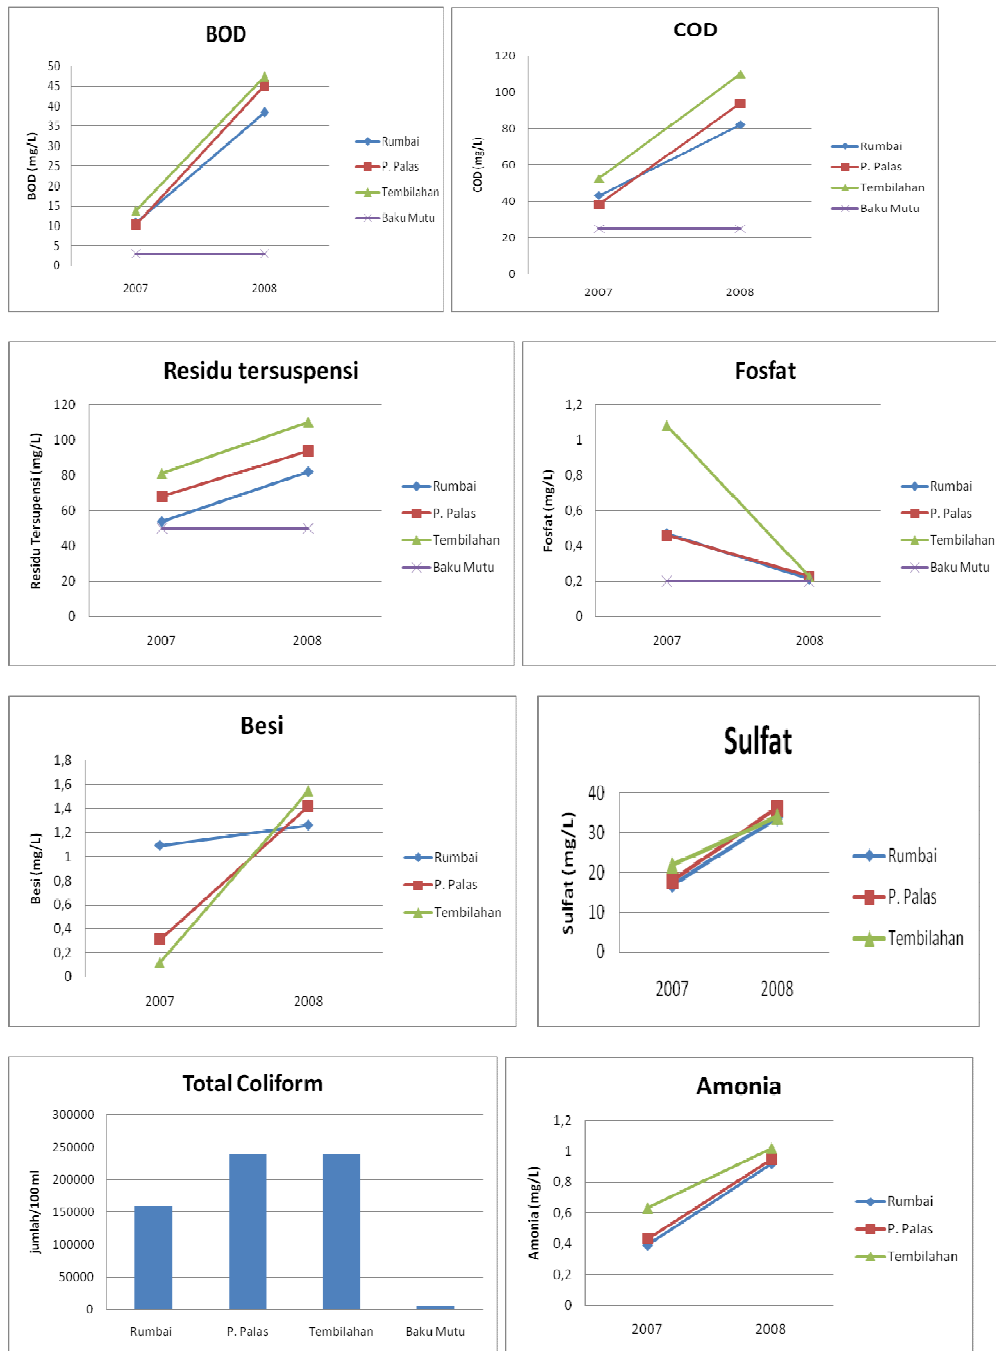 BOD
BOD (mg/L)
50
45
40
35
30
25
20
15
10
5
0
2007
2008
Rumbai
P. Palas
Tembilahan
Baku Mutu
COD
COD (mg/L)
120
100
80
60
40
20
0
2007
2008
Rumbai
P. Palas
Tembilahan
Baku Mutu
Residu tersuspensi
Residu Tersupensi (mg/L)
120
100
80
60
40
20
0
2007
2008
Rumbai
P. Palas
Tembilahan
Baku Mutu
Fosfat
Fosfat (mg/L)
1,2
1
0,8
0,6
0,4
0,2
0
2007
2008
Rumbai
P. Palas
Tembilahan
Baku Mutu
Besi
Besi (mg/L)
1,8
1,6
1,4
1,2
1
0,8
0,6
0,4
0,2
0
2007
2008
Rumbai
P. Palas
Tembilahan
Sulfat
Sulfat (mg/L)
40
30
20
10
0
2007
2008
Rumbai
P. Palas
Tembilahan
Total Coliform
jumlah/100 ml
300000
250000
200000
150000
100000
50000
0
Rumbai
P. Palas
Tembilahan
Baku Mutu
Amonia
Amonia (mg/L)
1,2
1
0,8
0,6
0,4
0,2
0
2007
2008
Rumbai
P. Palas
Tembilahan